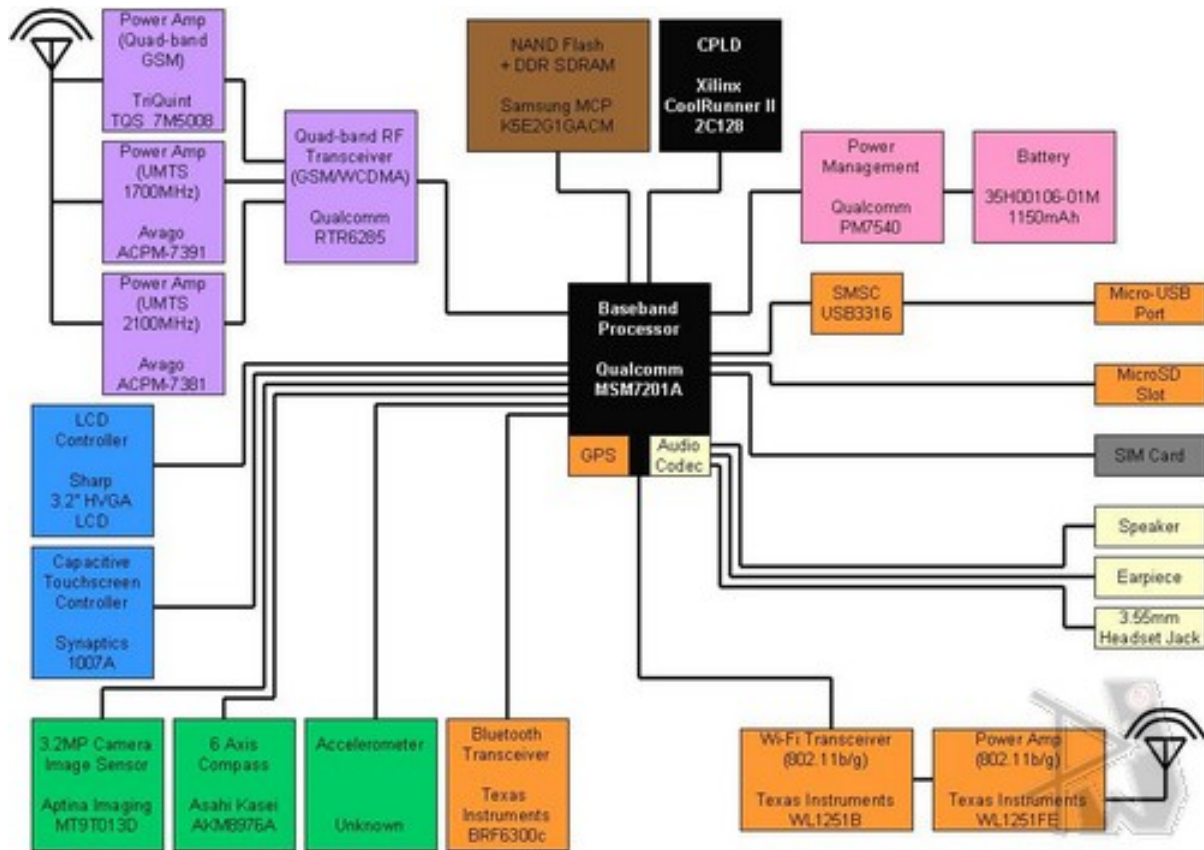 Power Amp
(Quad-band
GSM)
TriQuint
TQS 7M5008
Power Amp
(UMTS
1700MHz)
Avago
ACPM-7391
Power Amp
(UMTS
2100MHz)
Avago
ACPM-7381
Quad-band RF
Transceiver
(GSM/WCDMA)
Qualcomm
RTR6285
NAND Flash
+ DDR SDRAM
Samsung MCP
K5E2G1GACM
CPLD
Xilinx
CoolRunner II
2C128
Power
Management
Qualcomm
PM7540
Battery
35H00106-01M
1150mAh
Baseband
Processor
Qualcomm
MSM7201A
GPS
Audio
Codec
SMSC
USB3316
Micro-USB
Port
MicroSD
Slot
SIM Card
Speaker
Earpiece
3.55mm
Headset Jack
LCD
Controller
Sharp
3.2" HVGA
LCD
Capacitive
Touchscreen
Controller
Synaptics
1007A
3.2MP Camera
Image Sensor
Aptina Imaging
MT9T013D
6 Axis
Compass
Asahi Kasei
AKM8976A
Accelerometer
Unknown
Bluetooth
Transceiver
Texas
Instruments
BRF6300c
Wi-Fi Transceiver
(802.11b/g)
Texas Instruments
WL1251B
Power Amp
(802.11b/g)
Texas Instruments
WL1251FE